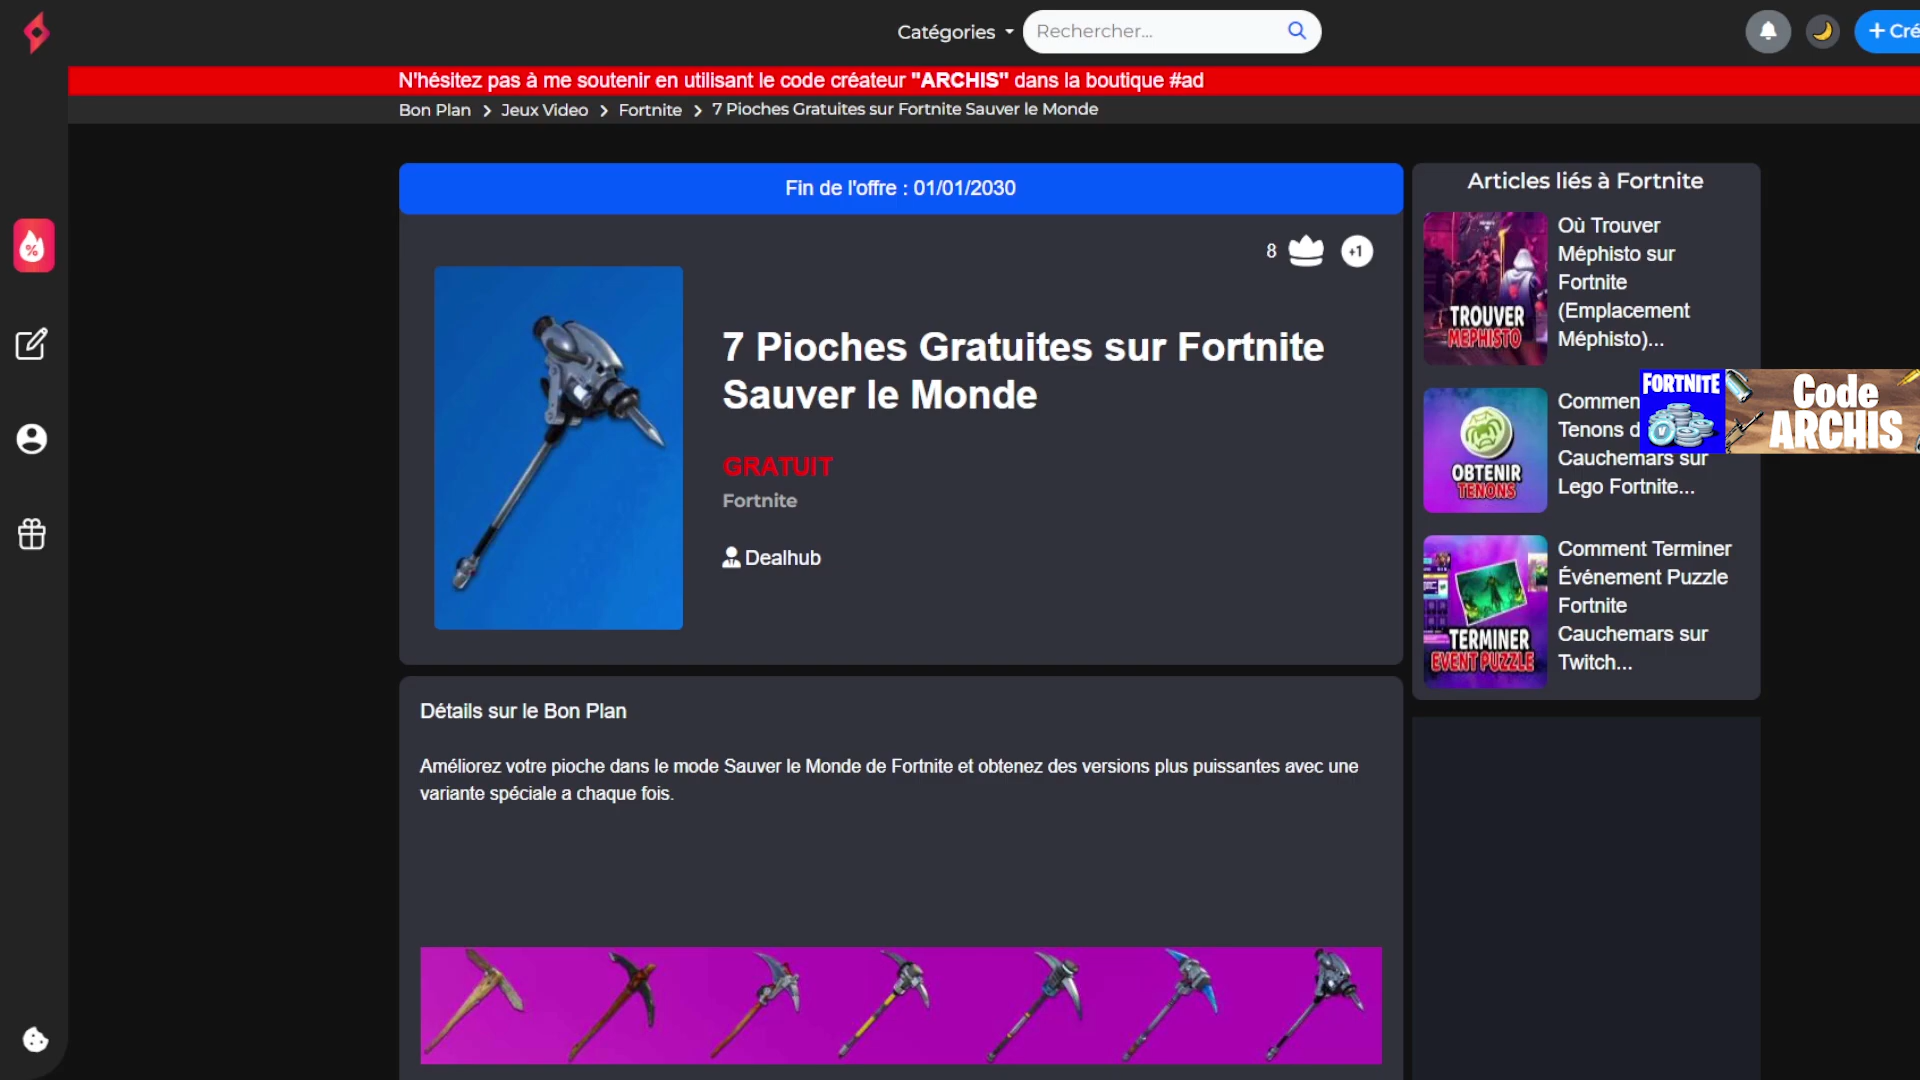 Catégories
Rechercher...
+ Cré
N'hésitez pas à me soutenir en utilisant le code créateur "ARCHIS" dans la boutique #ad
Bon Plan > Jeux Video > Fortnite > 7 Pioches Gratuites sur Fortnite Sauver le Monde
Fin de l'offre : 01/01/2030
8
+1
7 Pioches Gratuites sur Fortnite
Sauver le Monde
GRATUIT
Fortnite
Dealhub
Détails sur le Bon Plan
Améliorez votre pioche dans le mode Sauver le Monde de Fortnite et obtenez des versions plus puissantes avec une
variante spéciale a chaque fois.
Articles liés à Fortnite
TROUVER
MEPHISTO
Où Trouver
Méphisto sur
Fortnite
(Emplacement
Méphisto)...
OBTENIR
TENONS
Commen
Tenons d
Cauchemars sur
Lego Fortnite...
FORTNITE
V
Code
ARCHIS
TERMINER
EVENT PUZZLE
Comment Terminer
Événement Puzzle
Fortnite
Cauchemars sur
Twitch...